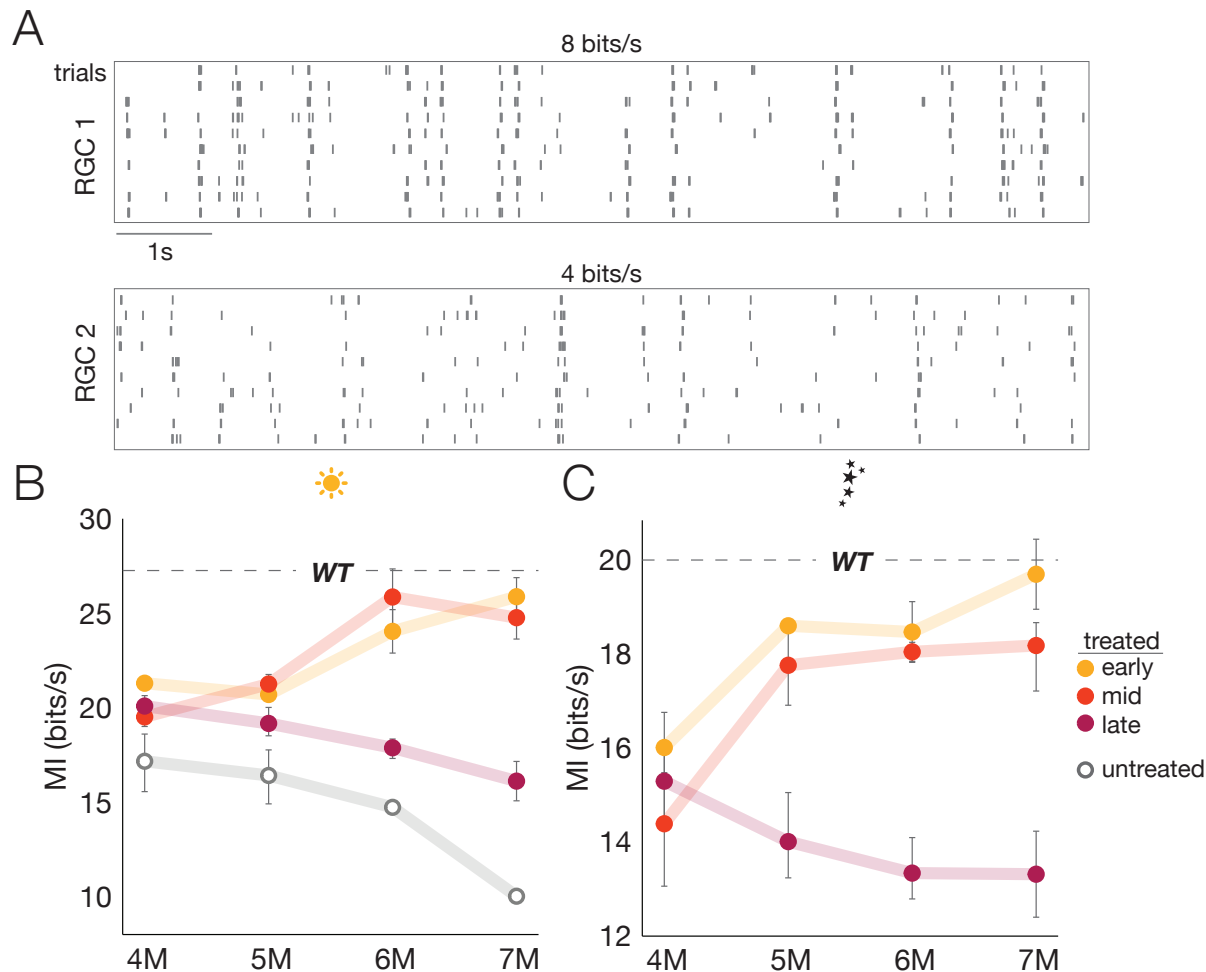 A
8 bits/s
trials
RGC 1
1s
4 bits/s
RGC 2
B
30
25
20
15
10
MI (bits/s)
WT
4M 5M 6M 7M
C
20
18
16
14
12
MI (bits/s)
WT
4M 5M 6M 7M
treated
early
mid
late
untreated